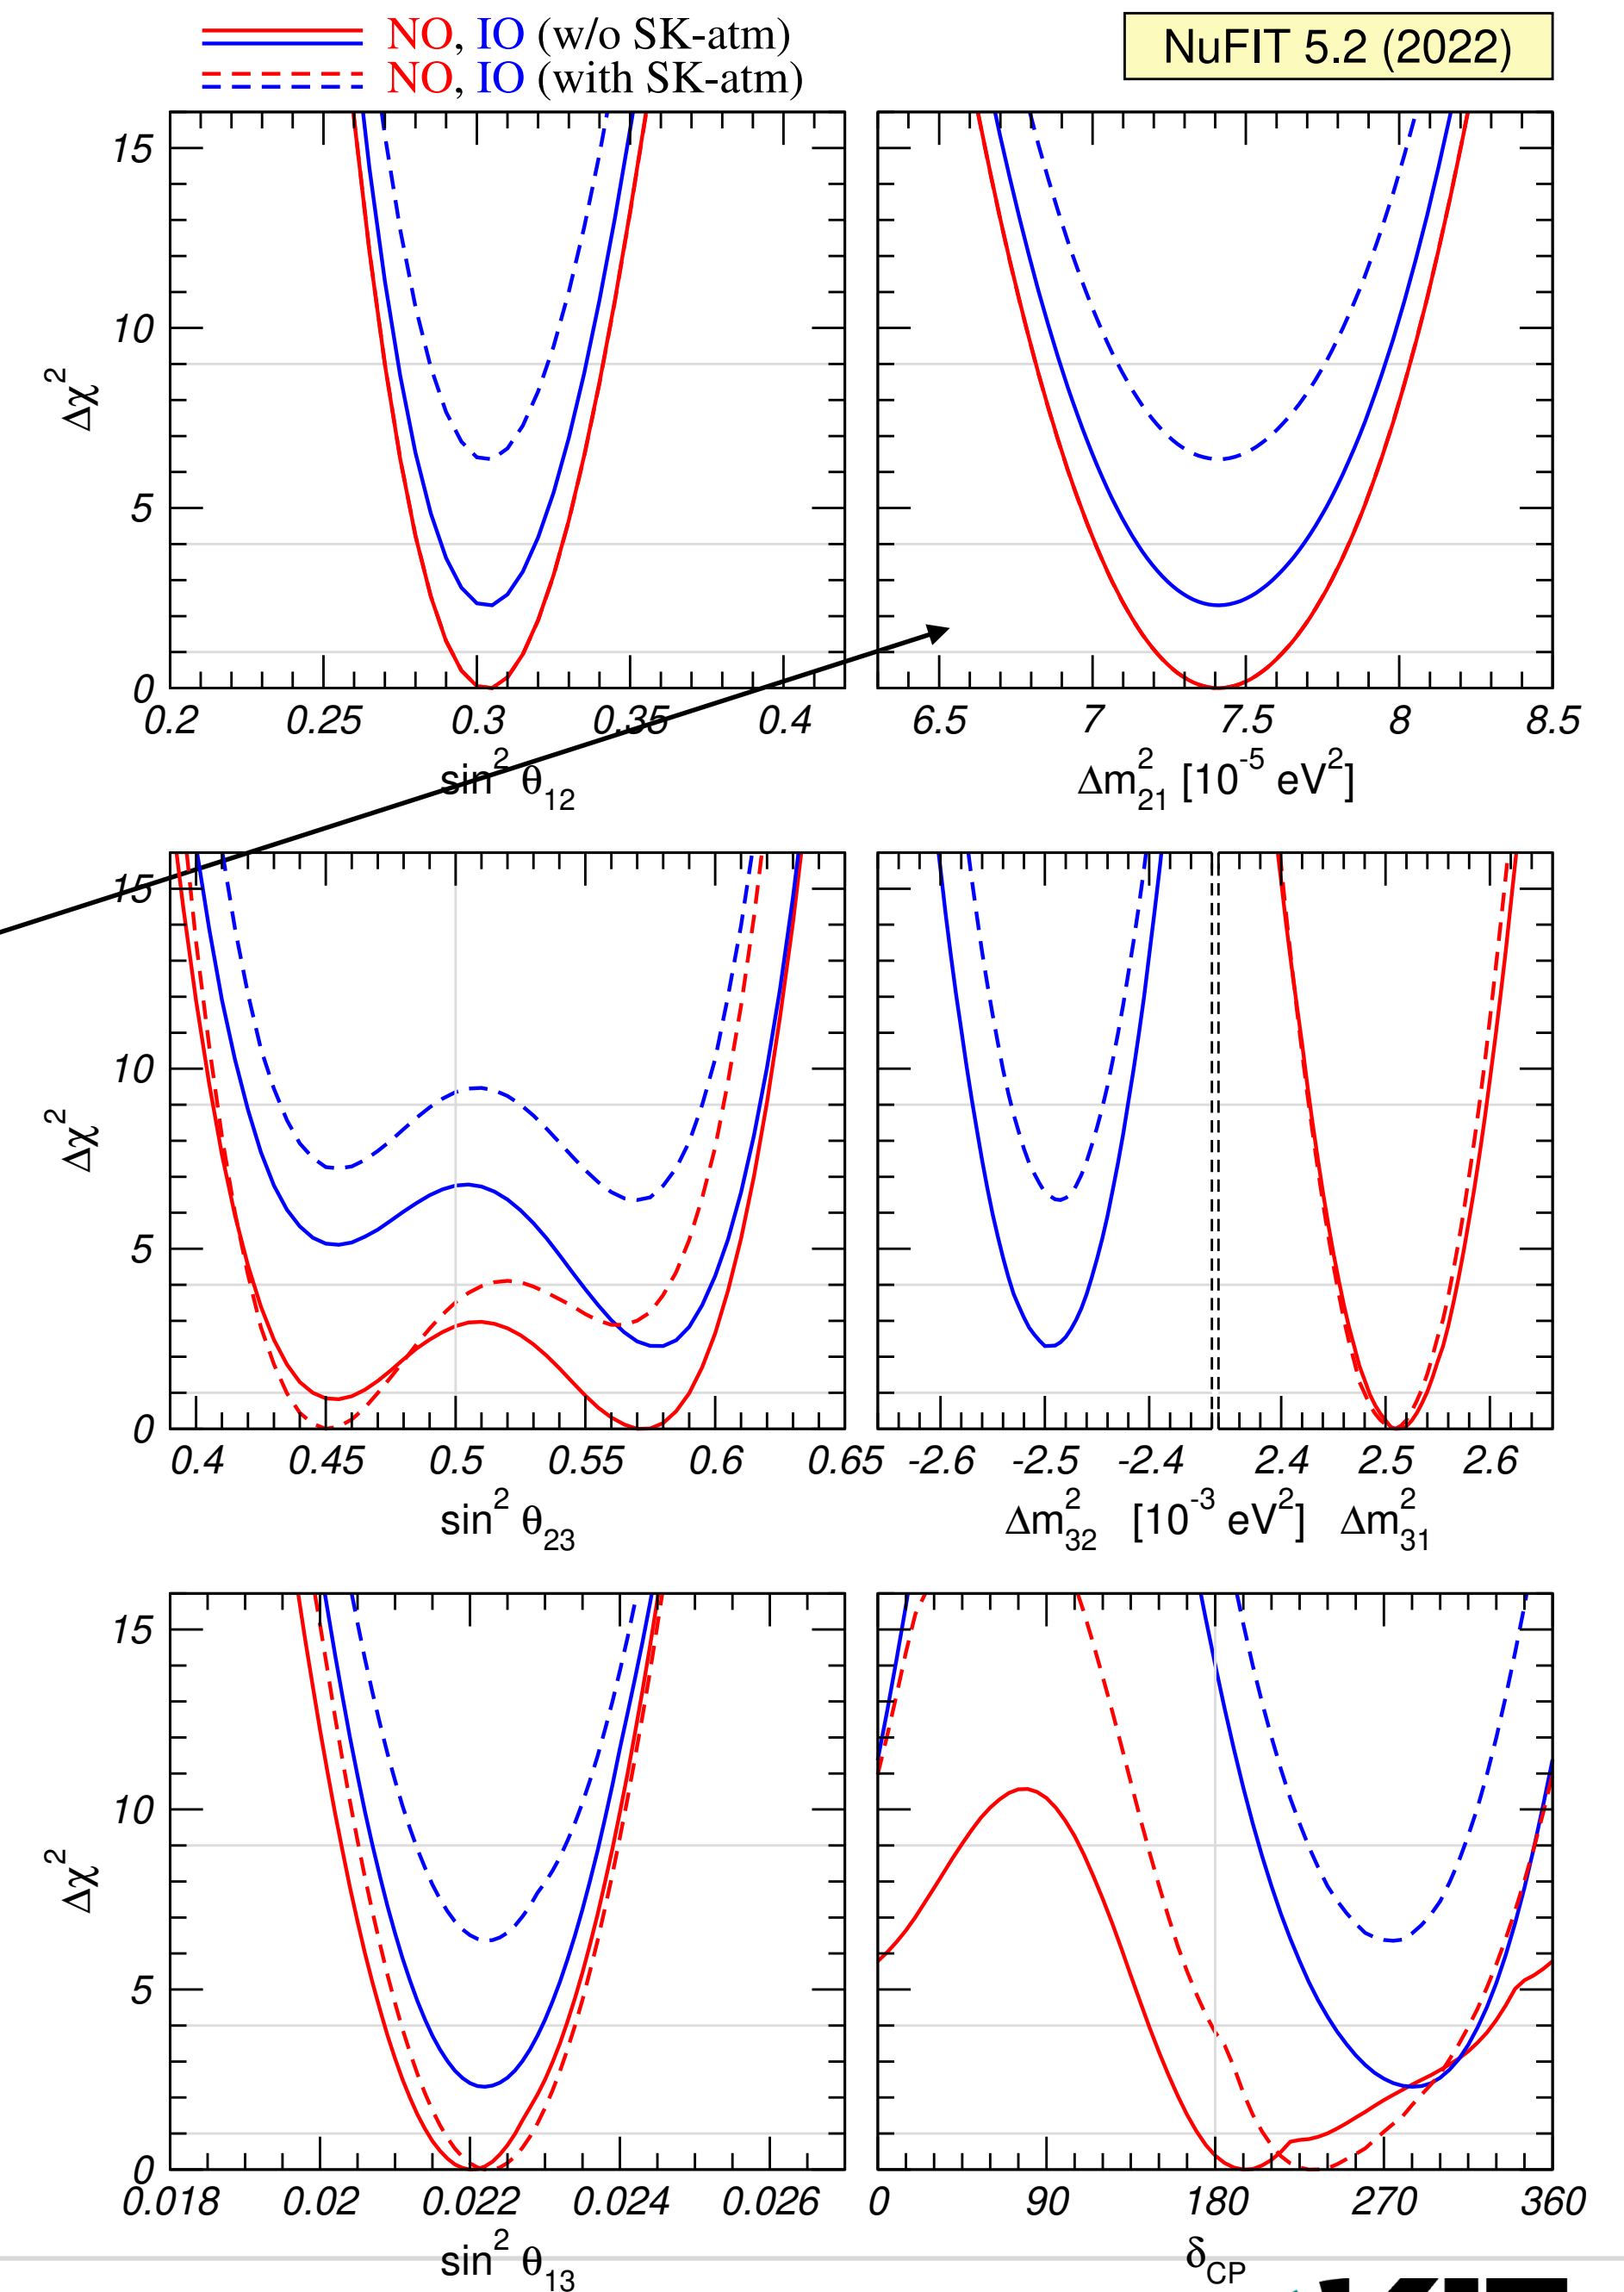 NO, IO (w/o SK-atm)
NO, IO (with SK-atm)
NuFIT 5.2 (2022)
15
10
5
0
Δχ²
0.2 0.25 0.3 0.35 0.4
sin² θ₁₂
6.5 7 7.5 8 8.5
Δm²₂₁ [10⁻⁵ eV²]
15
10
5
0
Δχ²
0.4 0.45 0.5 0.55 0.6 0.65
sin² θ₂₃
-2.6 -2.5 -2.4 2.4 2.5 2.6
Δm²₃₂ [10⁻³ eV²] Δm²₃₁
15
10
5
0
Δχ²
0.018 0.02 0.022 0.024 0.026
sin² θ₁₃
0 90 180 270 360
δ_CP